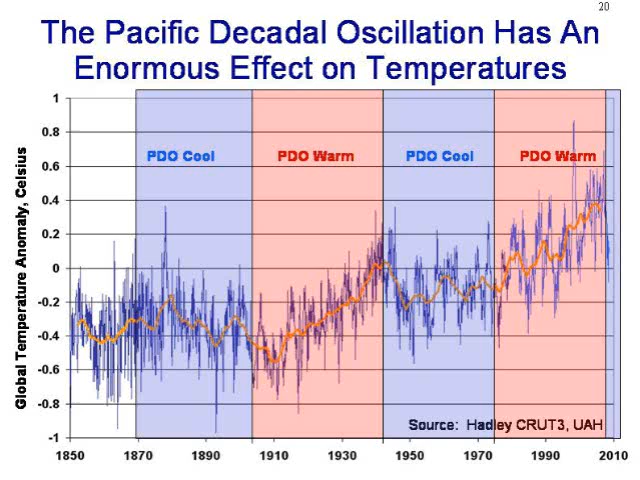 20
The Pacific Decadal Oscillation Has An
Enormous Effect on Temperatures
Global Temperature Anomaly, Celsius
1
0.8
0.6
0.4
0.2
0
-0.2
-0.4
-0.6
-0.8
-1
PDO Cool
PDO Warm
PDO Cool
PDO Warm
Source: Hadley CRUT3, UAH
1850
1870
1890
1910
1930
1950
1970
1990
2010